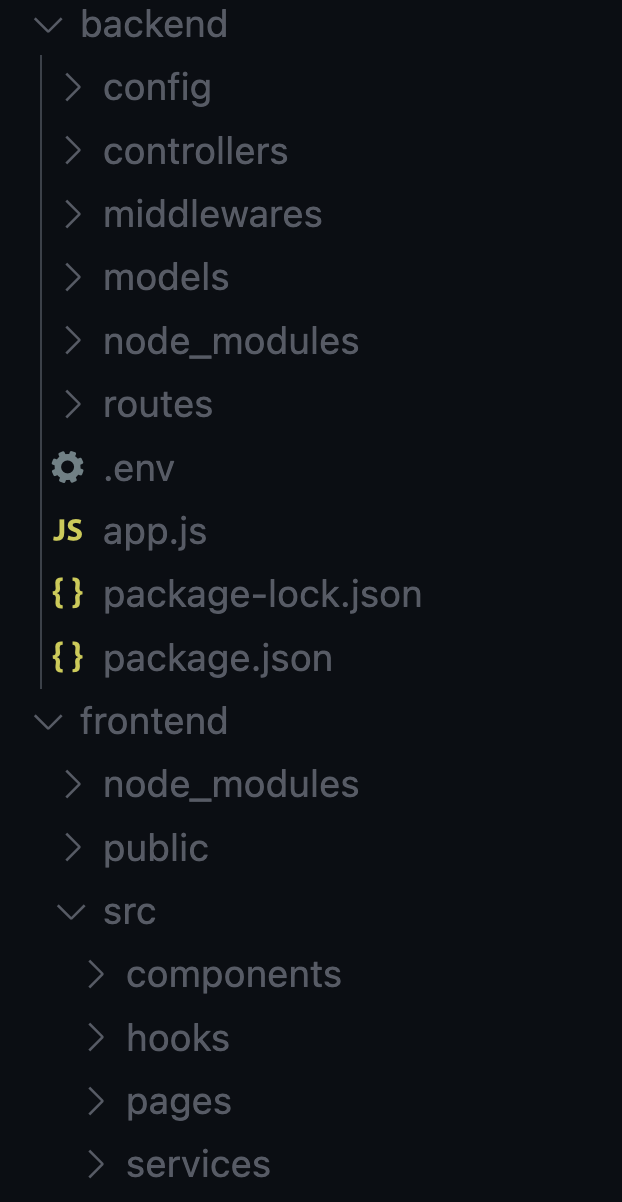 backend
config
controllers
middlewares
models
node_modules
routes
.env
JS app.js
{} package-lock.json
{} package.json
frontend
node_modules
public
src
components
hooks
pages
services